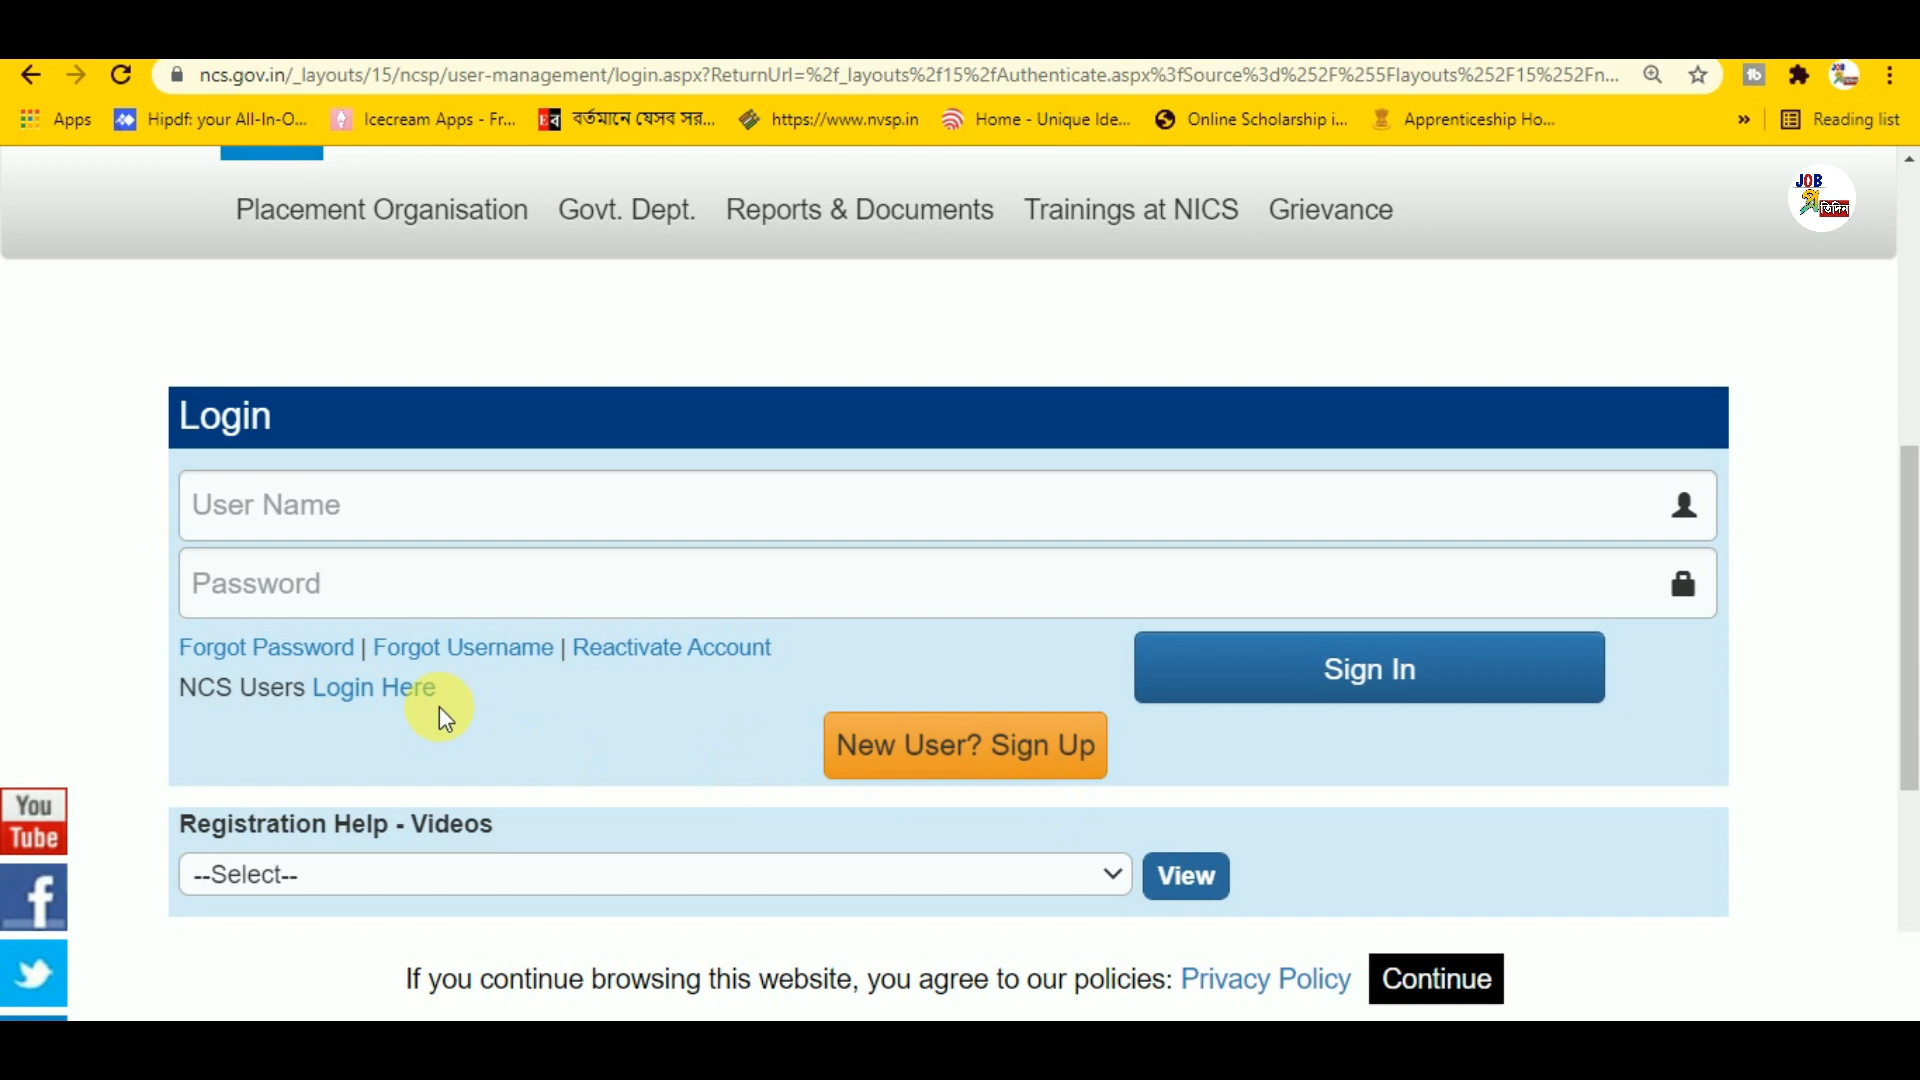 ncs.gov.in/_layouts/15/ncsp/user-management/login.aspx?ReturnUrl=%2f_layouts%2f15%2fAuthenticate.aspx%3fSource%3d%252F%255Flayouts%252F15%252Fn...
Apps Hipdf: your All-In-O... Icecream Apps - Fr... বর্তমানে যেসব সর... https://www.nvsp.in Home - Unique Ide... Online Scholarship i... Apprenticeship Ho... » Reading list
JOB
প্রতিদিন
Placement Organisation Govt. Dept. Reports & Documents Trainings at NICS Grievance
Login
User Name
Password
Forgot Password | Forgot Username | Reactivate Account
NCS Users Login Here
Sign In
New User? Sign Up
You
Tube
Registration Help - Videos
--Select--
View
If you continue browsing this website, you agree to our policies: Privacy Policy Continue